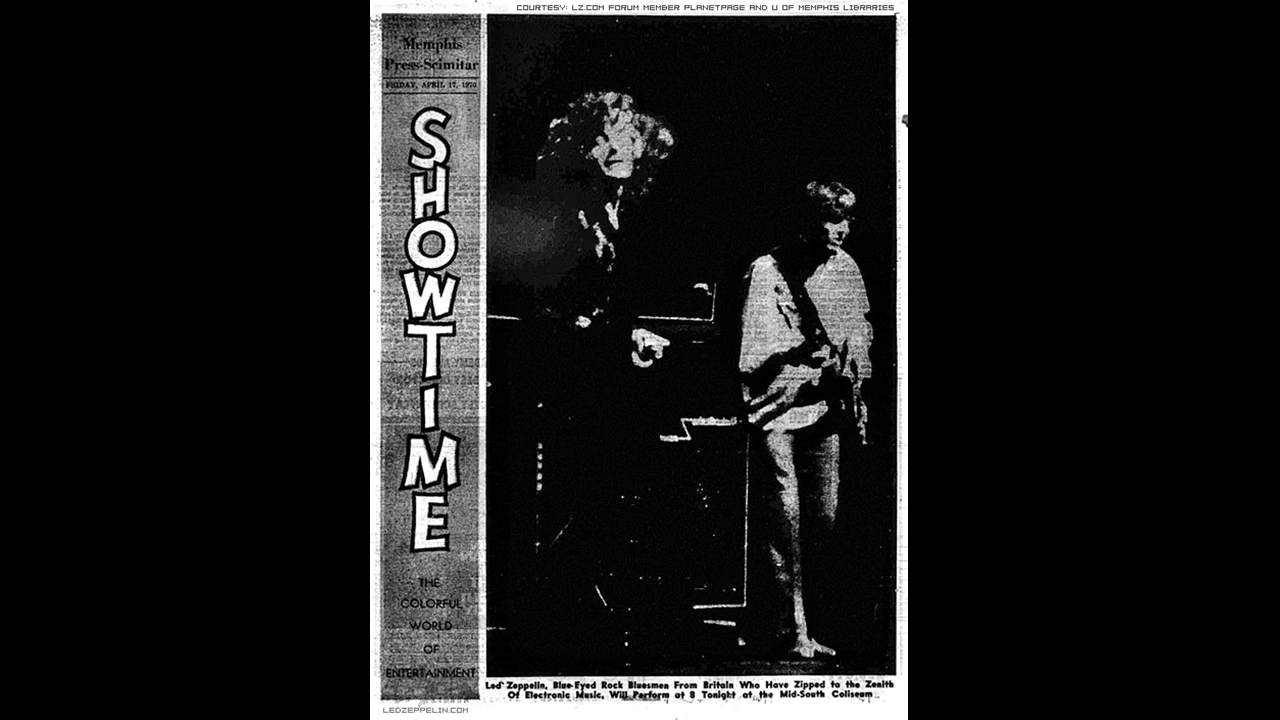 COURTESY: LZ.COM FORUM MEMBER PLANETPAGE AND U OF MEMPHIS LIBRARIES
Memphis
Press-Scimitar
FRIDAY, APRIL 17, 1970
SHOWTIME
THE
COLORFUL
WORLD
OF
ENTERTAINMENT
Led Zeppelin, Blue-Eyed Rock Bluesmen From Britain Who Have Zipped to the Zenith
Of Electronic Music, Will Perform at 8 Tonight at the Mid-South Coliseum
LEDZEPPELIN.COM